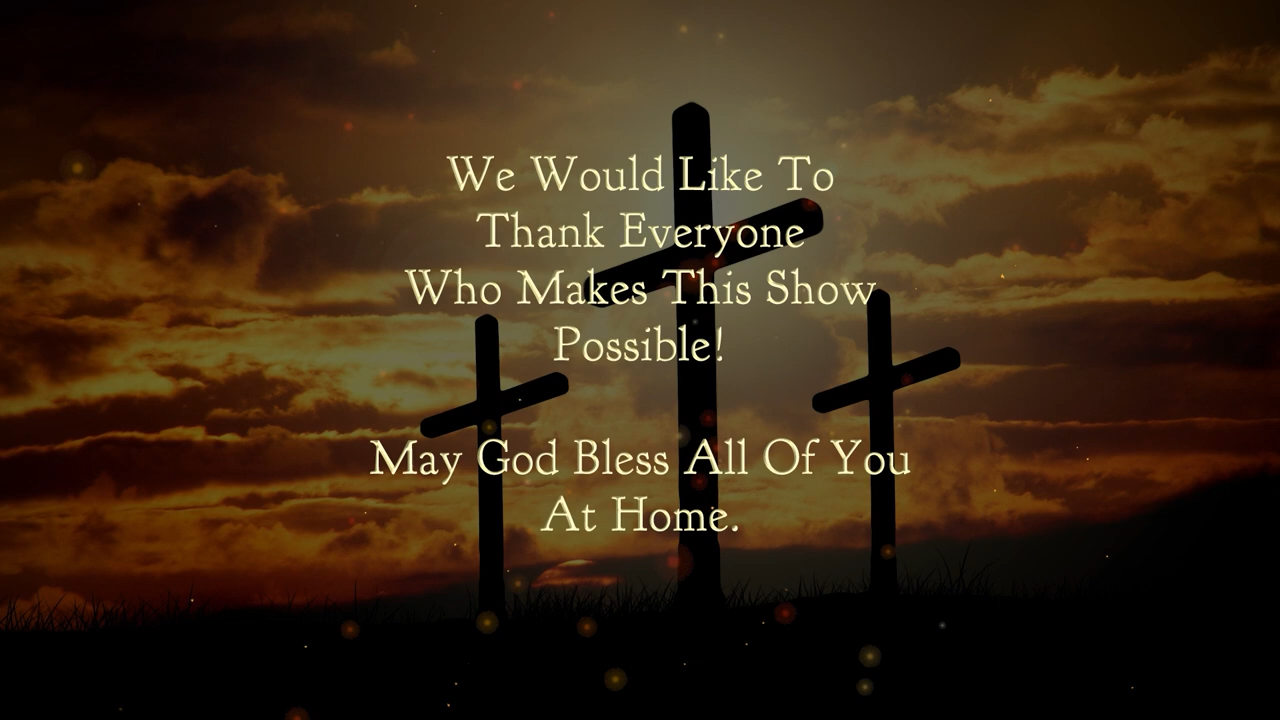 We Would Like To
Thank Everyone
Who Makes This Show
Possible!
May God Bless All Of You
At Home.